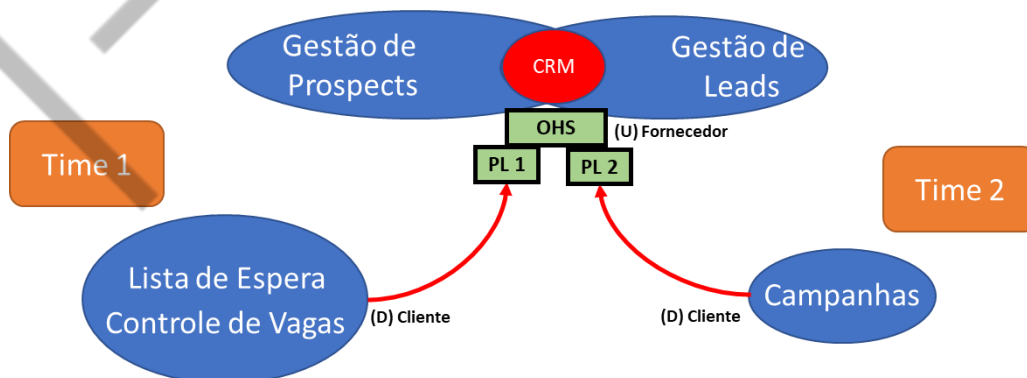 Gestão de
Prospects
CRM
Gestão de
Leads
OHS
(U) Fornecedor
PL 1
PL 2
Time 1
Time 2
Lista de Espera
Controle de Vagas
(D) Cliente
(D) Cliente
Campanhas